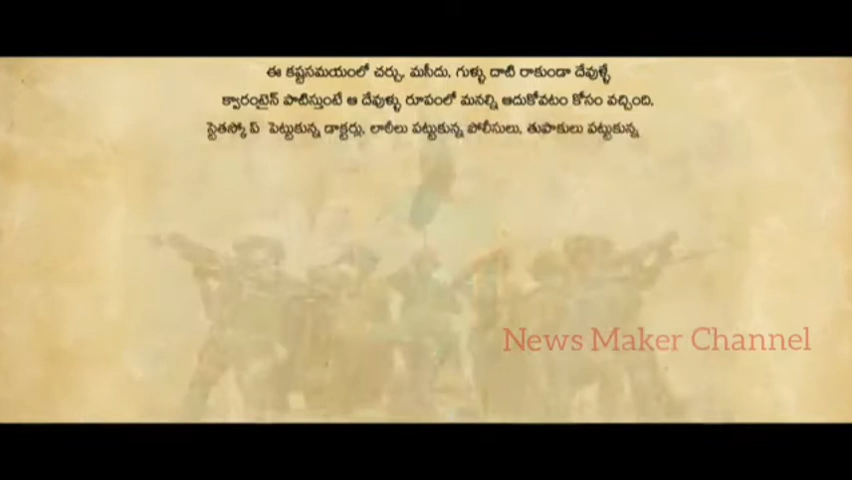 ఈ కష్టసమయంలో చర్చు, మసీదు, గుళ్ళు దాటి రాకుండా దేవుళ్ళే
క్వారంటైన్ పాటిస్తుంటే ఆ దేవుళ్ళు రూపంలో మనల్ని ఆదుకోవటం కోసం వచ్చింది.
స్టెతస్కో ప్ పెట్టుకున్న డాక్టర్లు, లాఠీలు పట్టుకున్న పోలీసులు, తుపాకులు పట్టుకున్న
News Maker Channel